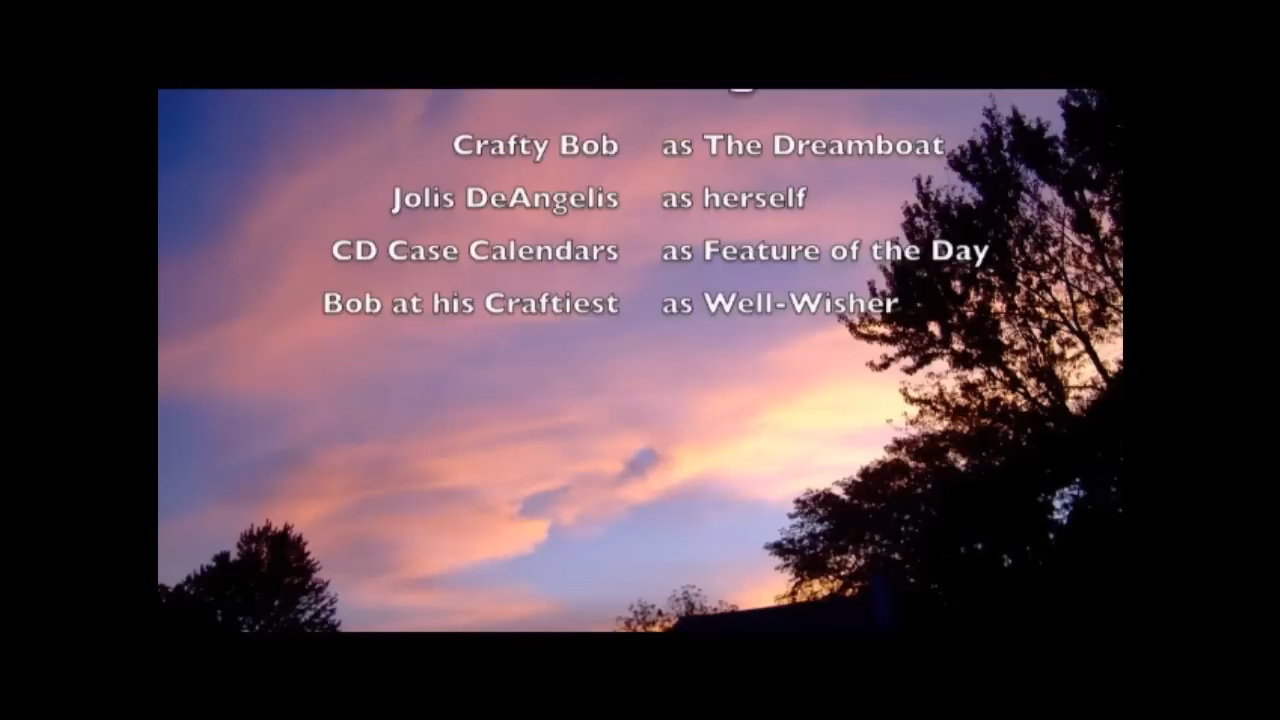 Crafty Bob as The Dreamboat
Jolis DeAngelis as herself
CD Case Calendars as Feature of the Day
Bob at his Craftiest as Well-Wisher